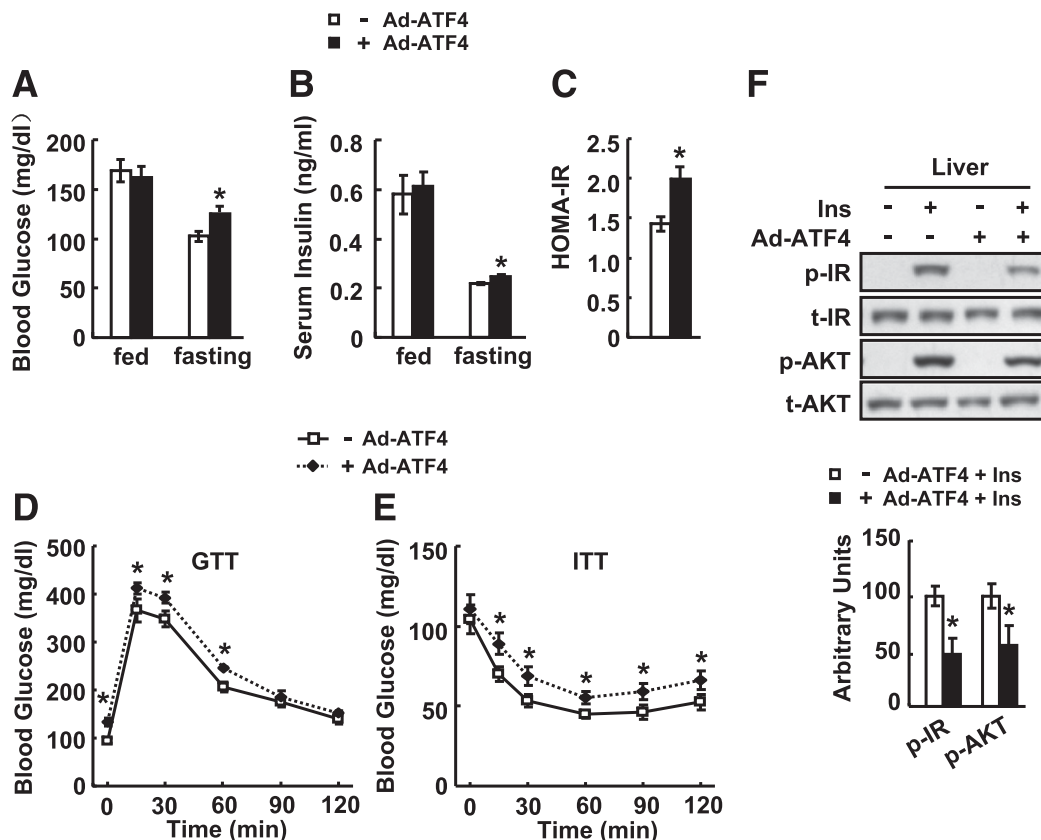 - Ad-ATF4
+ Ad-ATF4
A
B
C
F
Blood Glucose (mg/dl)
200
150
100
50
0
*
fed fasting
Serum Insulin (ng/ml)
0.8
0.6
0.4
0.2
0
*
fed fasting
HOMA-IR
2.5
2.0
1.5
1.0
0.5
0
*
Liver
Ins - + - +
Ad-ATF4 - - + +
p-IR
t-IR
p-AKT
t-AKT
- Ad-ATF4
+ Ad-ATF4
D
E
Blood Glucose (mg/dl)
500
400
300
200
100
0
GTT
* * * *
0 30 60 90 120
Time (min)
Blood Glucose (mg/dl)
150
100
50
0
ITT
* * * * *
0 30 60 90 120
Time (min)
- Ad-ATF4 + Ins
+ Ad-ATF4 + Ins
Arbitrary Units
150
100
50
0
* *
p-IR
p-AKT